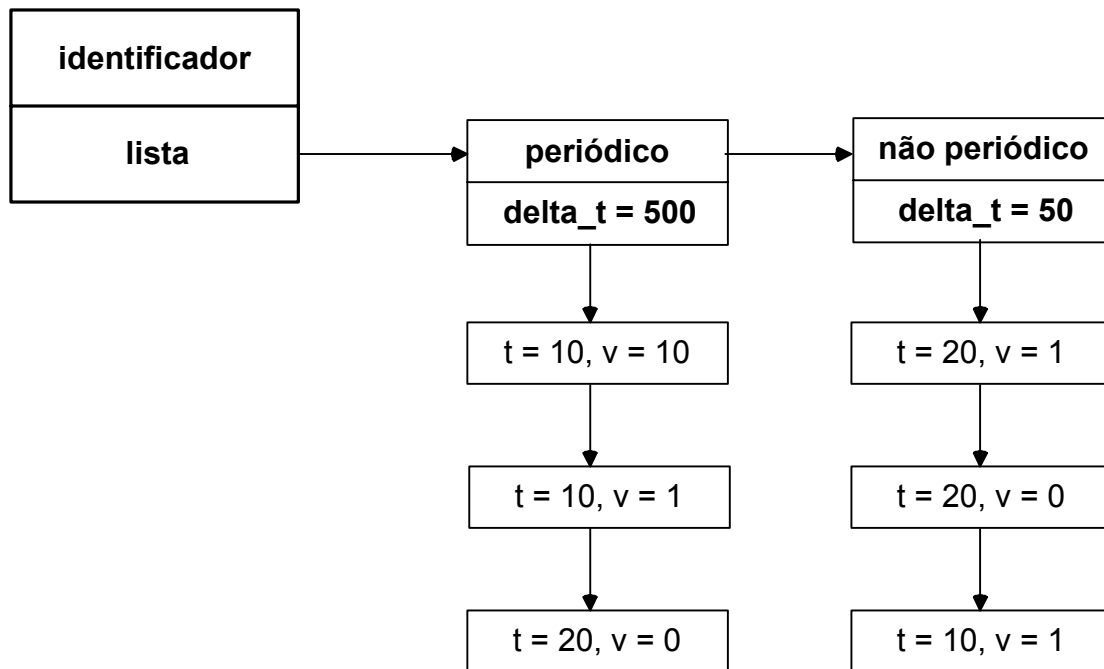 identificador
lista
periódico
delta_t = 500
não periódico
delta_t = 50
t = 10, v = 10
t = 20, v = 1
t = 10, v = 1
t = 20, v = 0
t = 20, v = 0
t = 10, v = 1